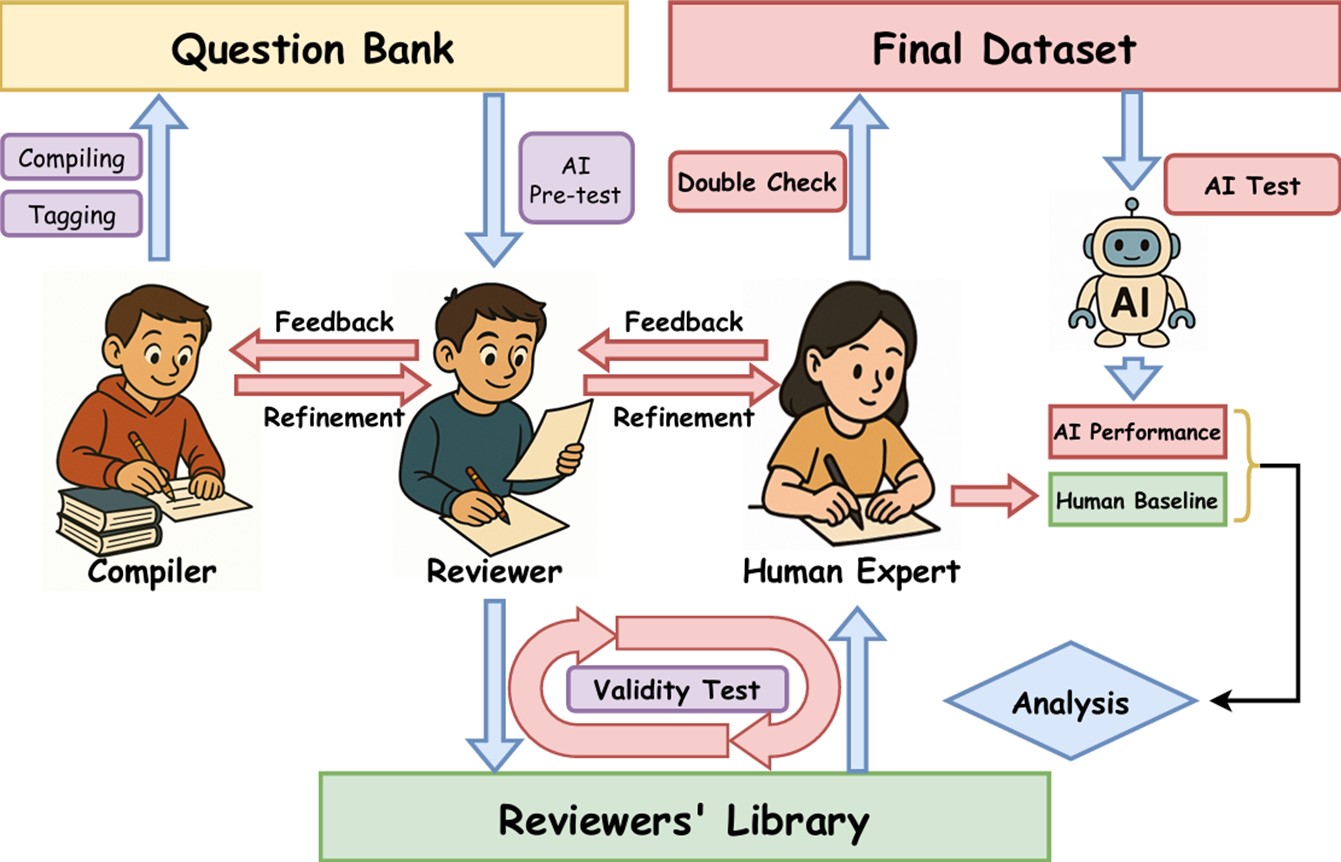 Question Bank
Final Dataset
Compiling
Tagging
AI
Pre-test
Double Check
AI Test
AI
Feedback
Refinement
Feedback
Refinement
AI Performance
Human Baseline
Compiler
Reviewer
Human Expert
Validity Test
Analysis
Reviewers' Library